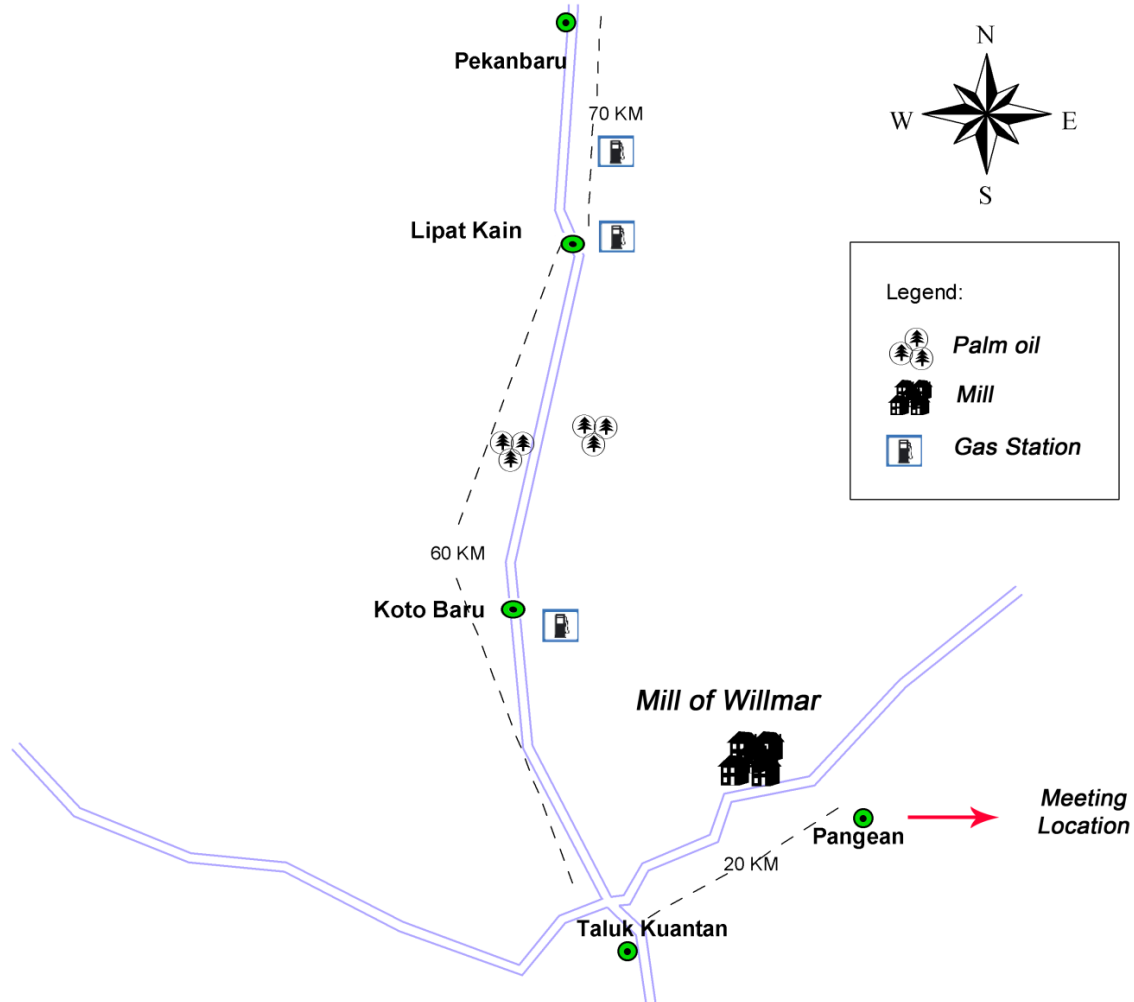 N
Pekanbaru
70 KM
W
E
S
Lipat Kain
Legend:
Palm oil
Mill
Gas Station
60 KM
Koto Baru
Mill of Willmar
Meeting
Location
Pangean
20 KM
Taluk Kuantan